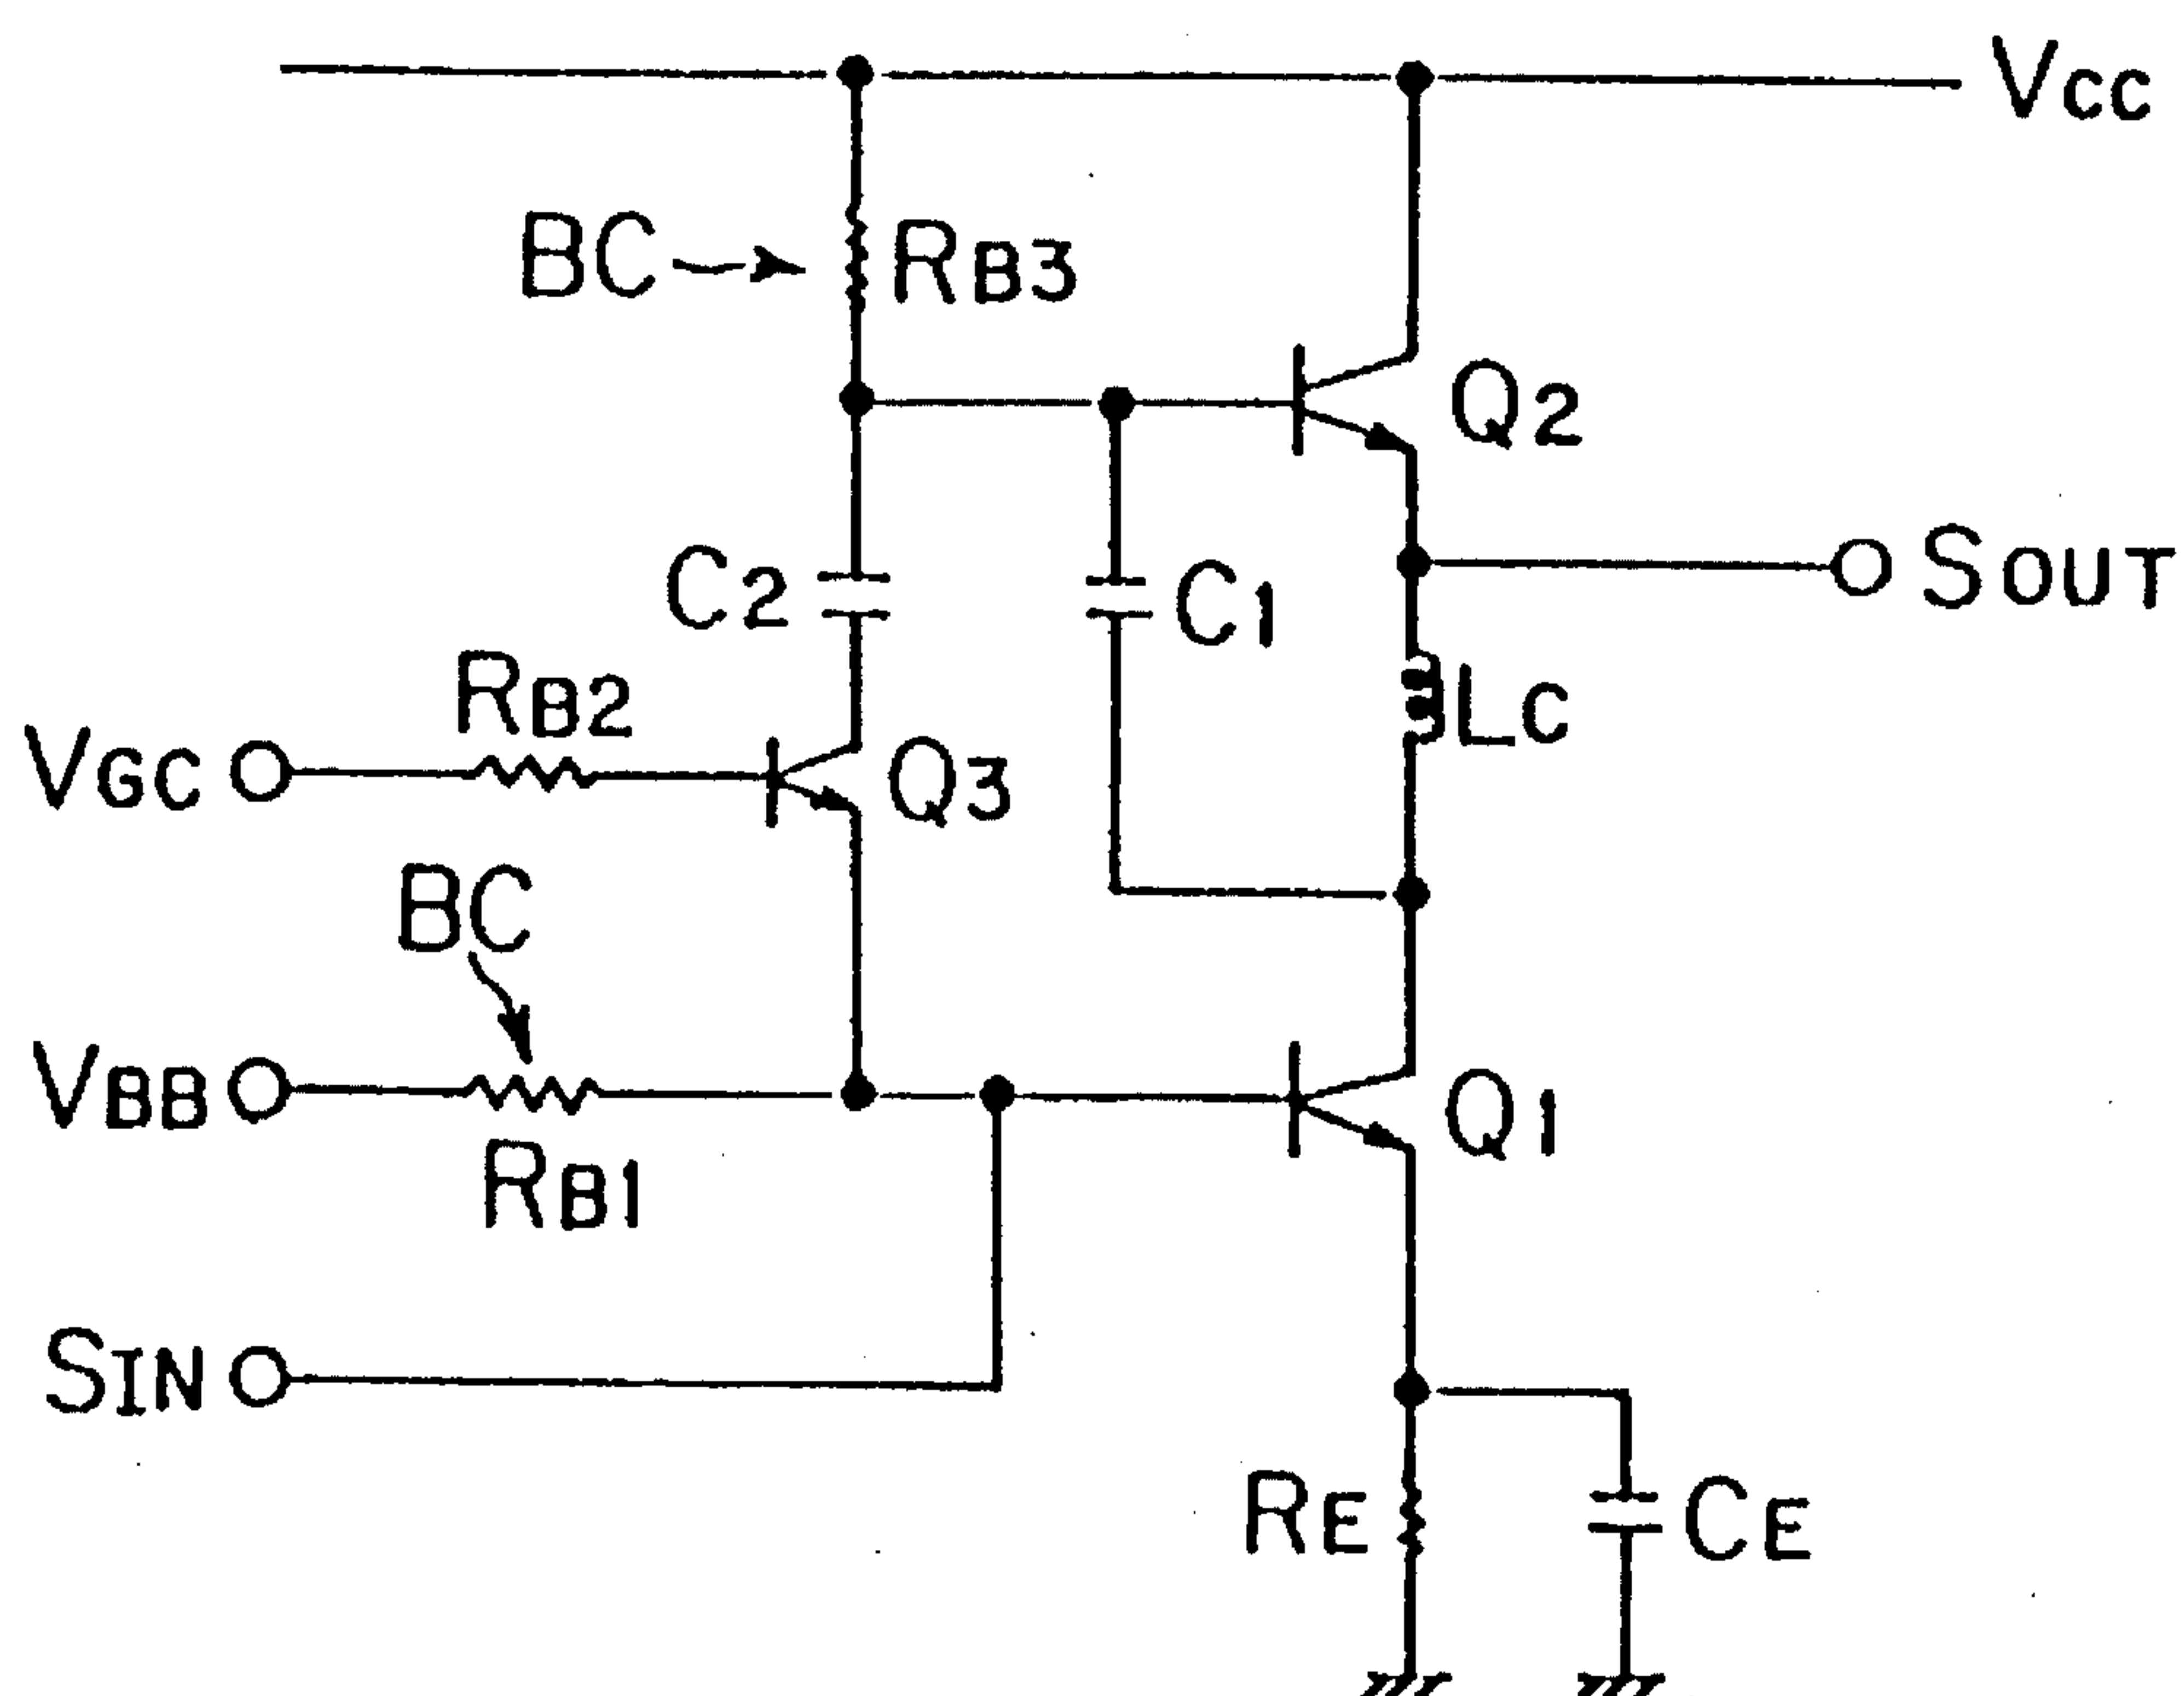 Vcc
BC
RB3
Q2
SOUT
C2
C1
RB2
LC
VGC
Q3
BC
VBB
Q1
RB1
SIN
RE
CE